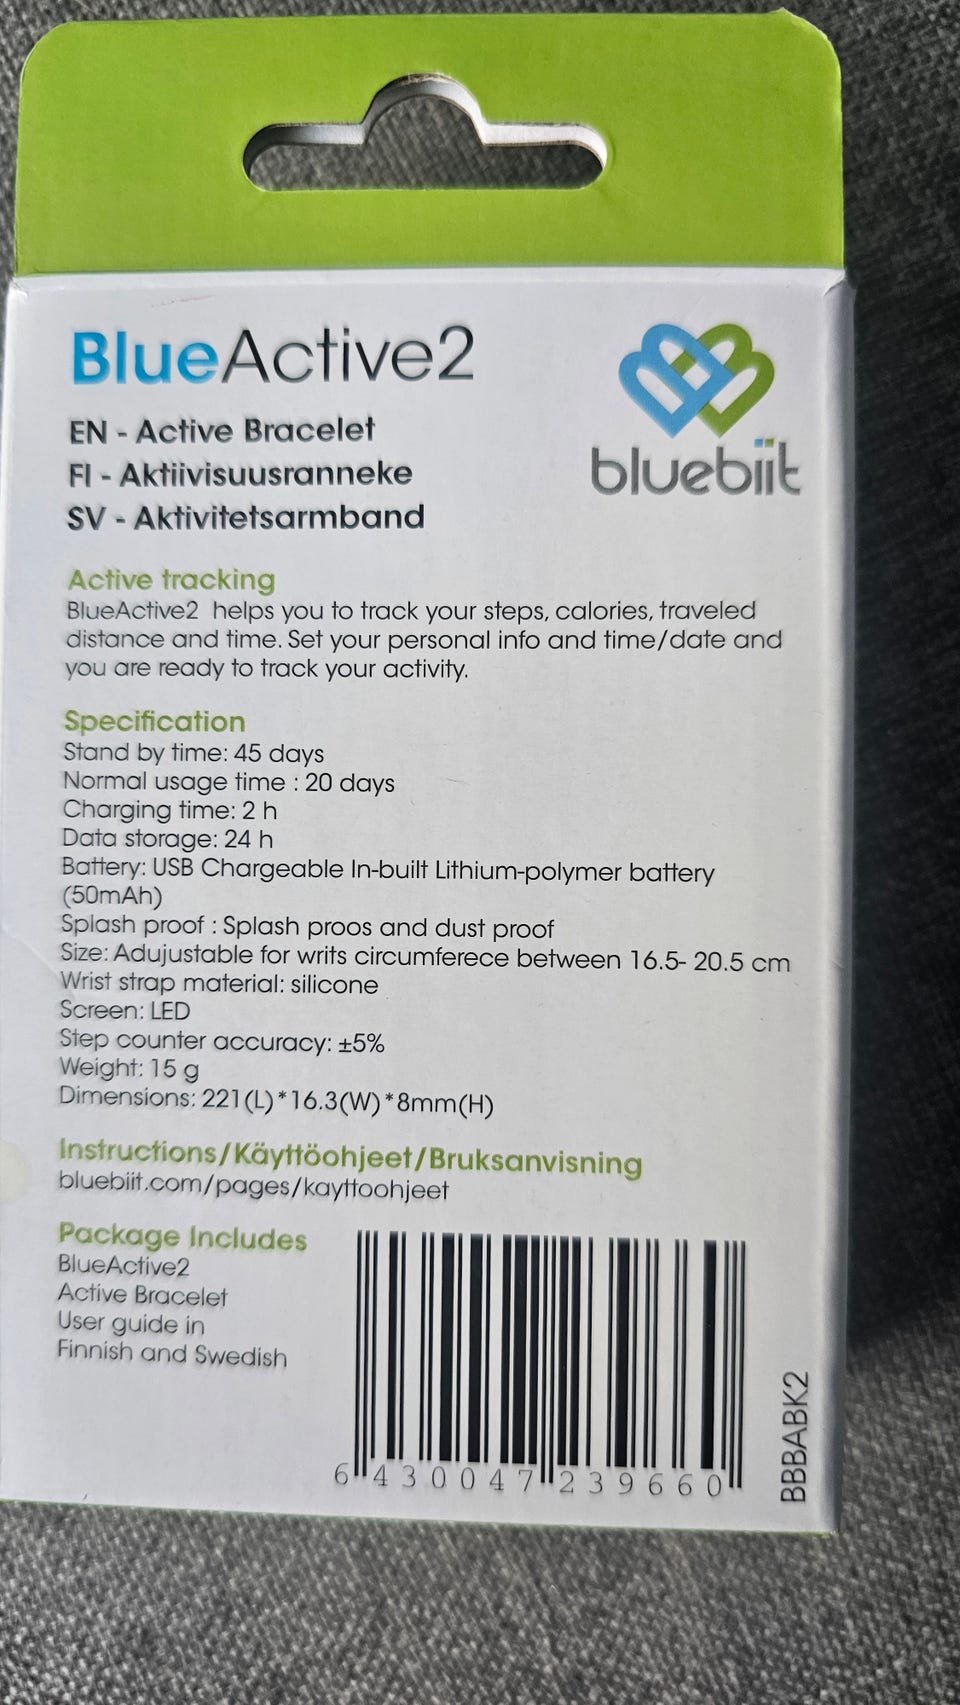 BlueActive2
EN - Active Bracelet
FI - Aktiivisuusranneke
SV - Aktivitetsarmband
bluebiit
Active tracking
BlueActive2 helps you to track your steps, calories, traveled
distance and time. Set your personal info and time/date and
you are ready to track your activity.
Specification
Stand by time: 45 days
Normal usage time : 20 days
Charging time: 2 h
Data storage: 24 h
Battery: USB Chargeable In-built Lithium-polymer battery
(50mAh)
Splash proof : Splash proos and dust proof
Size: Adujustable for writs circumferece between 16.5- 20.5 cm
Wrist strap material: silicone
Screen: LED
Step counter accuracy: ±5%
Weight: 15 g
Dimensions: 221(L)*16.3(W)*8mm(H)
Instructions/Käyttöohjeet/Bruksanvisning
bluebiit.com/pages/kayttoohjeet
Package Includes
BlueActive2
Active Bracelet
User guide in
Finnish and Swedish
6 430047 239660
BBBABK2